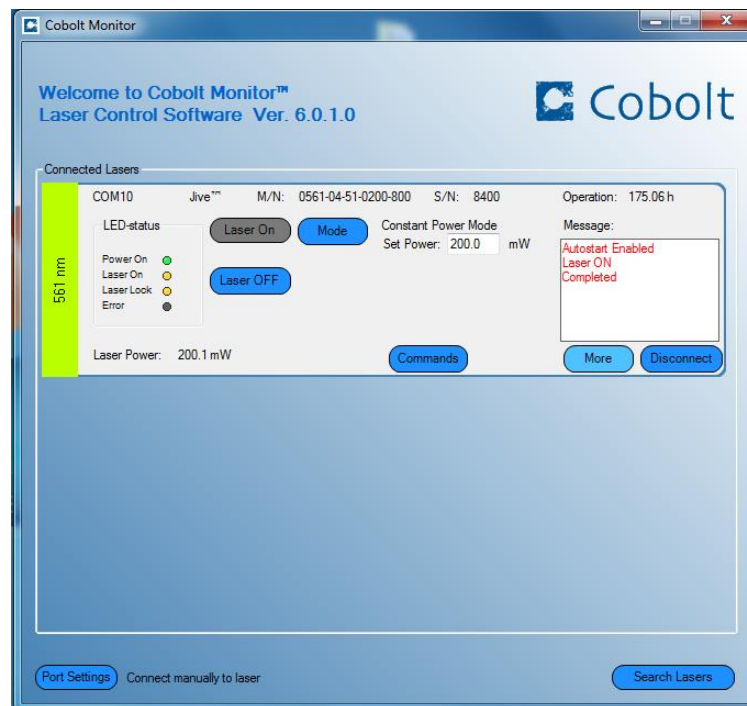 Cobolt Monitor
Welcome to Cobolt Monitor™
Laser Control Software Ver. 6.0.1.0
Cobolt
Connected Lasers
COM10 Jive™ M/N: 0561-04-51-0200-800 S/N: 8400 Operation: 175.06 h
561 nm
LED-status
Power On
Laser On
Laser Look
Error
Laser On
Mode
Laser OFF
Constant Power Mode
Set Power: 200.0 mW
Message:
Autostart Enabled
Laser ON
Completed
Laser Power: 200.1 mW
Commands
More
Disconnect
Port Settings
Connect manually to laser
Search Lasers